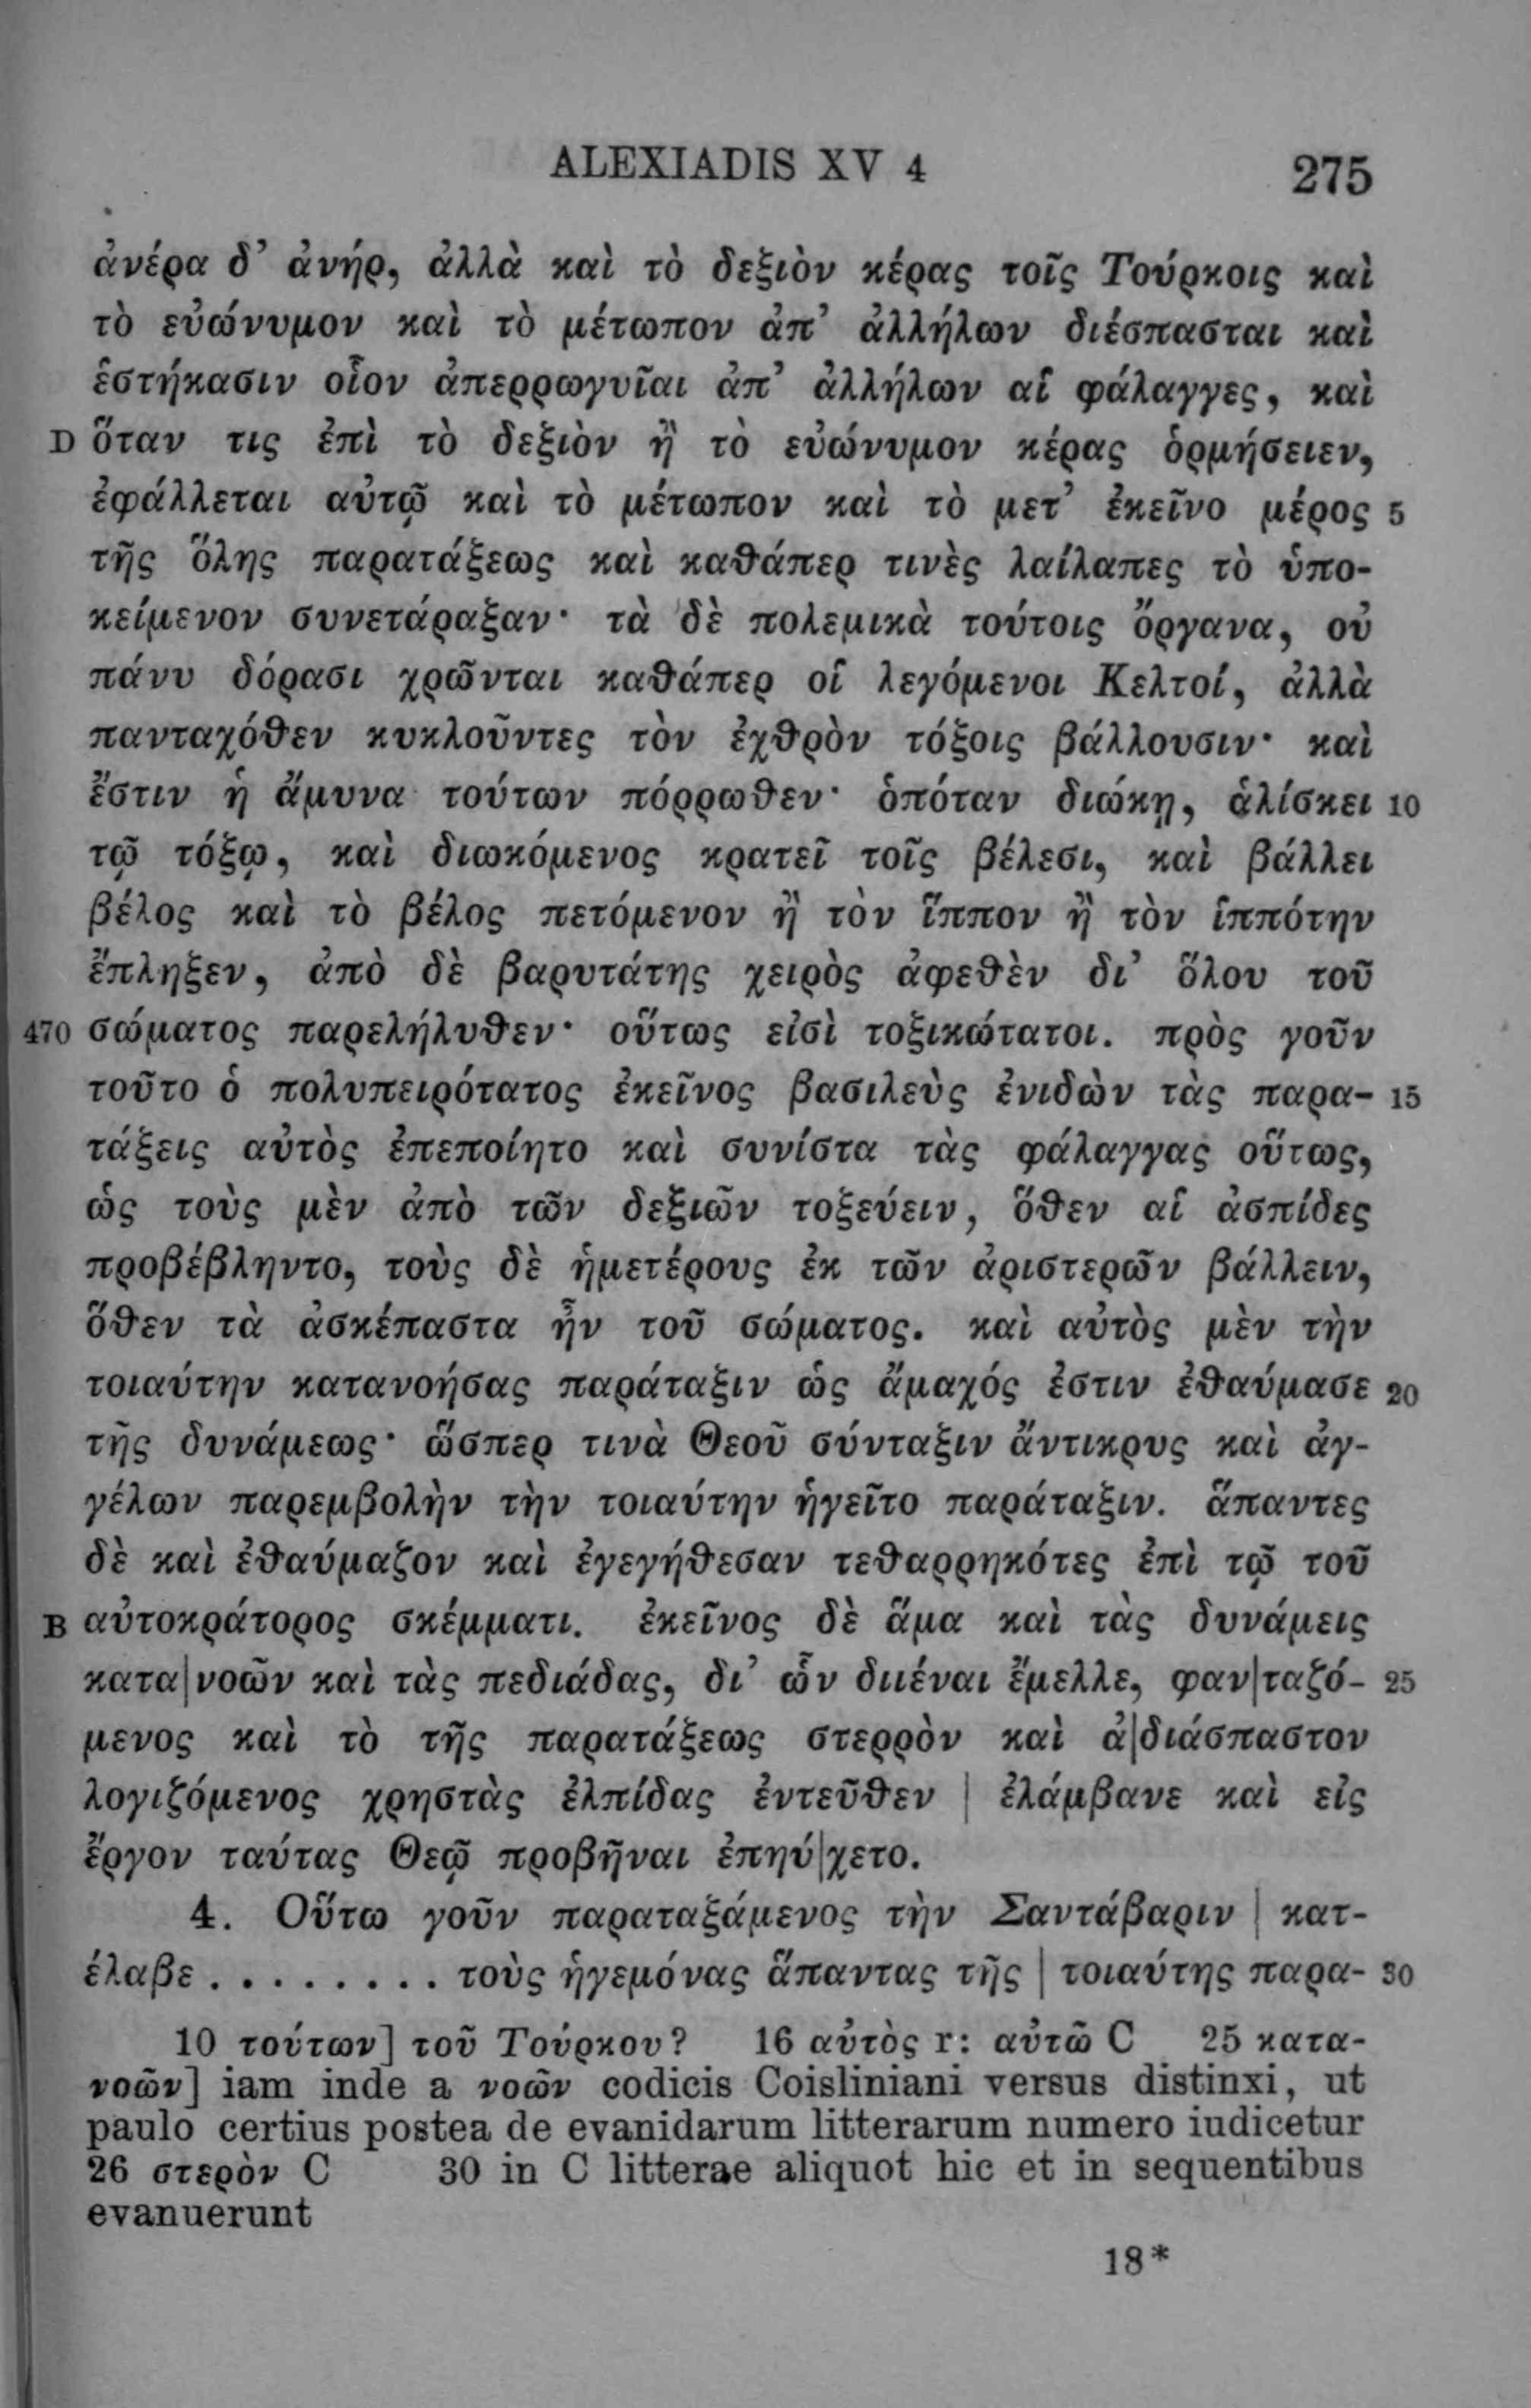 ALEXIADIS XV 4 275
ἀνέρα δ’ ἀνήρ, ἀλλὰ καὶ τὸ δεξιὸν κέρας τοῖς Τούρκοις καὶ
τὸ εὐώνυμον καὶ τὸ μέτωπον ἀπ’ ἀλλήλων διέσπασται καὶ
ἑστήκασιν οἷον ἀπερρωγυῖαι ἀπ’ ἀλλήλων αἱ φάλαγγες, καὶ
D ὅταν τις ἐπὶ τὸ δεξιὸν ἢ τὸ εὐώνυμον κέρας ὁρμήσειεν,
ἐφάλλεται αὐτῷ καὶ τὸ μέτωπον καὶ τὸ μετ’ ἐκεῖνο μέρος 5
τῆς ὅλης παρατάξεως καὶ καθάπερ τινὲς λαίλαπες τὸ ὑπο-
κείμενον συνετάραξαν· τὰ δὲ πολεμικὰ τούτοις ὄργανα, οὐ
πάνυ δόρασι χρῶνται καθάπερ οἱ λεγόμενοι Κελτοί, ἀλλὰ
πανταχόθεν κυκλοῦντες τὸν ἐχθρὸν τόξοις βάλλουσιν· καὶ
ἔστιν ἡ ἄμυνα τούτων πόρρωθεν· ὁπόταν διώκῃ, ἁλίσκει 10
τῷ τόξῳ, καὶ διωκόμενος κρατεῖ τοῖς βέλεσι, καὶ βάλλει
βέλος καὶ τὸ βέλος πετόμενον ἢ τὸν ἵππον ἢ τὸν ἱππότην
ἔπληξεν, ἀπὸ δὲ βαρυτάτης χειρὸς ἀφεθὲν δι’ ὅλου τοῦ
470 σώματος παρελήλυθεν· οὕτως εἰσὶ τοξικώτατοι. πρὸς γοῦν
τοῦτο ὁ πολυπειρότατος ἐκεῖνος βασιλεὺς ἐνιδὼν τὰς παρα- 15
τάξεις αὐτὸς ἐπεποίητο καὶ συνίστα τὰς φάλαγγας οὕτως,
ὡς τοὺς μὲν ἀπὸ τῶν δεξιῶν τοξεύειν, ὅθεν αἱ ἀσπίδες
προβέβληντο, τοὺς δὲ ἡμετέρους ἐκ τῶν ἀριστερῶν βάλλειν,
ὅθεν τὰ ἀσκέπαστα ἦν τοῦ σώματος. καὶ αὐτὸς μὲν τὴν
τοιαύτην κατανοήσας παράταξιν ὡς ἄμαχός ἐστιν ἐθαύμασε 20
τῆς δυνάμεως· ὥσπερ τινὰ Θεοῦ σύνταξιν ἄντικρυς καὶ ἀγ-
γέλων παρεμβολὴν τὴν τοιαύτην ἡγεῖτο παράταξιν. ἅπαντες
δὲ καὶ ἐθαύμαζον καὶ ἐγεγήθεσαν τεθαρρηκότες ἐπὶ τῷ τοῦ
B αὐτοκράτορος σκέμματι. ἐκεῖνος δὲ ἅμα καὶ τὰς δυνάμεις
κατα|νοῶν καὶ τὰς πεδιάδας, δι’ ὧν διιέναι ἔμελλε, φαν|ταζό- 25
μενος καὶ τὸ τῆς παρατάξεως στερρὸν καὶ ἀ|διάσπαστον
λογιζόμενος χρηστὰς ἐλπίδας ἐντεῦθεν | ἐλάμβανε καὶ εἰς
ἔργον ταύτας Θεῷ προβῆναι ἐπηύ|χετο.
4. Οὕτω γοῦν παραταξάμενος τὴν Σαντάβαριν | κατ-
έλαβε . . . . . . . . τοὺς ἡγεμόνας ἅπαντας τῆς | τοιαύτης παρα- 30
10 τούτων] τοῦ Τούρκου? 16 αὐτὸς r: αὐτῶ C 25 κατα-
νοῶν] iam inde a νοῶν codicis Coisliniani versus distinxi, ut
paulo certius postea de evanidarum litterarum numero iudicetur
26 στερὸν C 30 in C litterae aliquot hic et in sequentibus
evanuerunt
18*